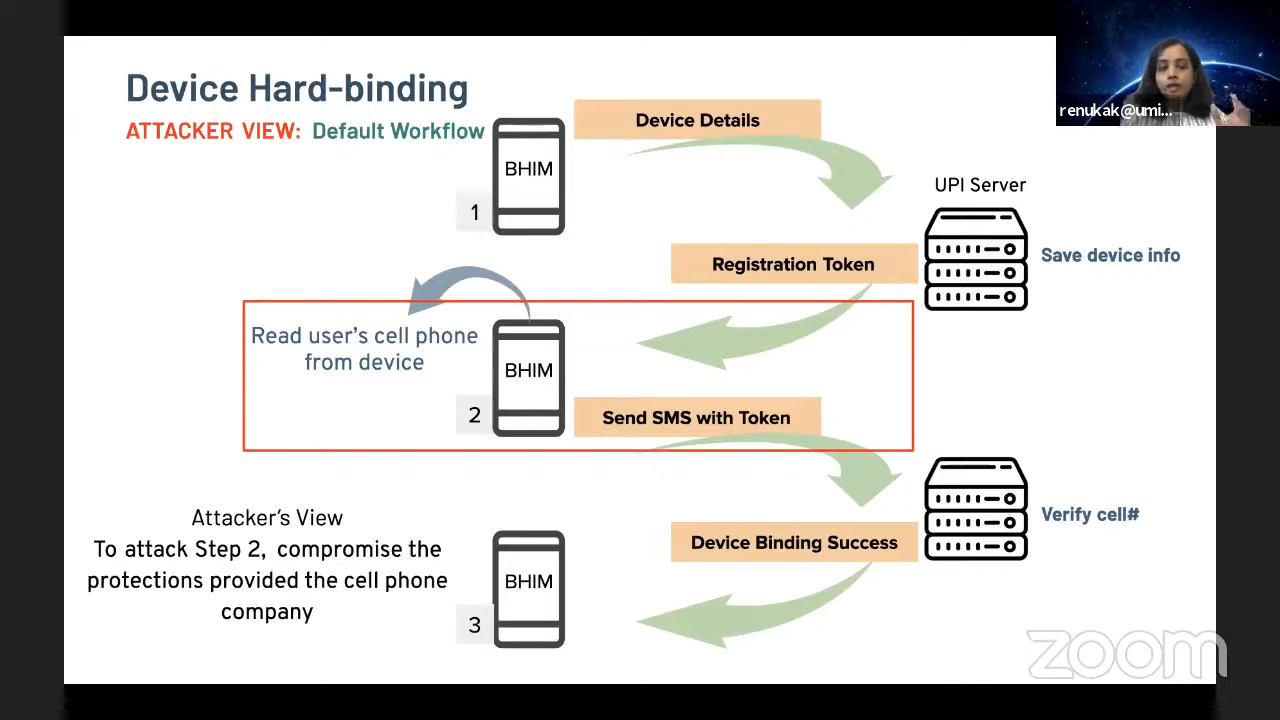 Device Hard-binding
ATTACKER VIEW: Default Workflow
BHIM
1
Device Details
renukak@umi...
UPI Server
Save device info
Registration Token
Read user's cell phone
from device
BHIM
2
Send SMS with Token
Verify cell#
Attacker's View
To attack Step 2, compromise the
protections provided the cell phone
company
BHIM
3
Device Binding Success
zoom